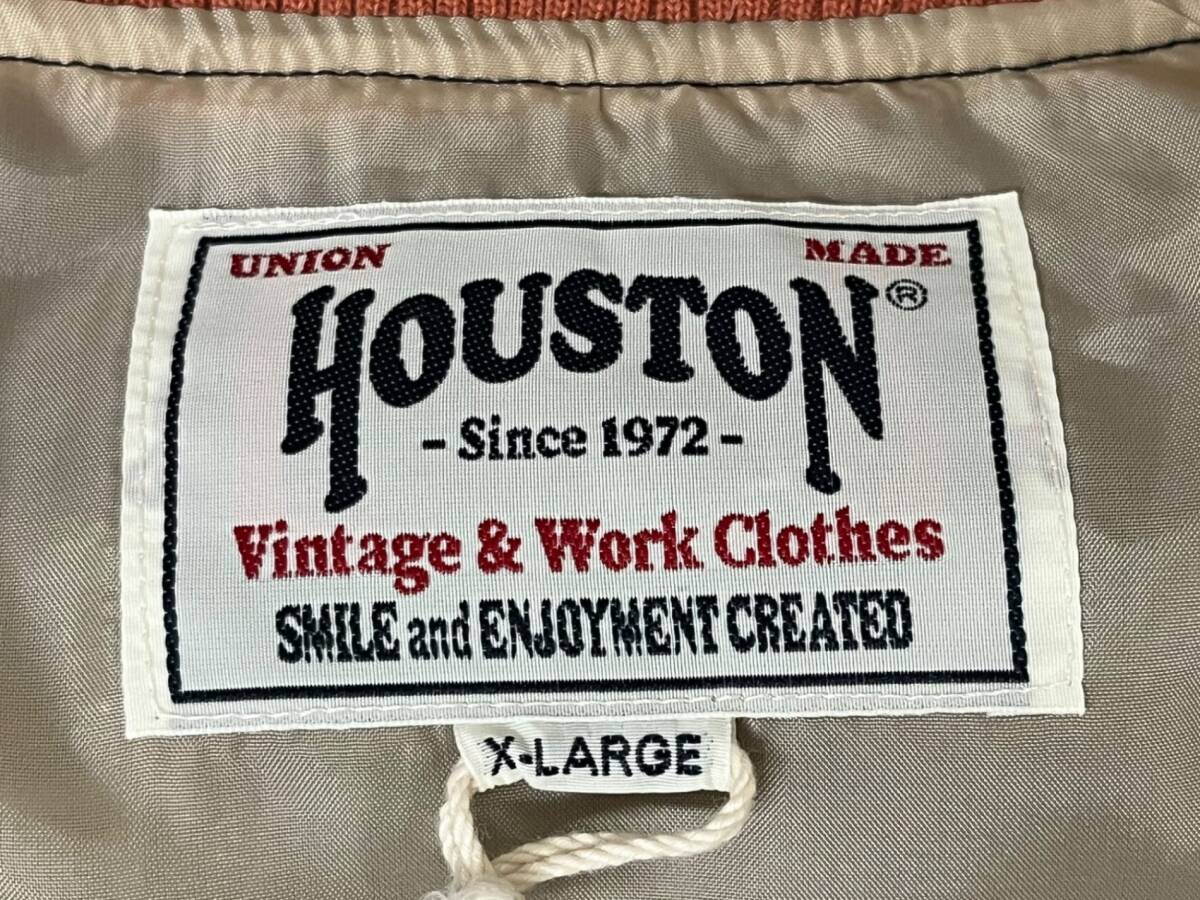 UNION MADE
HOUSTON®
- Since 1972 -
Vintage & Work Clothes
SMILE and ENJOYMENT CREATED
X-LARGE